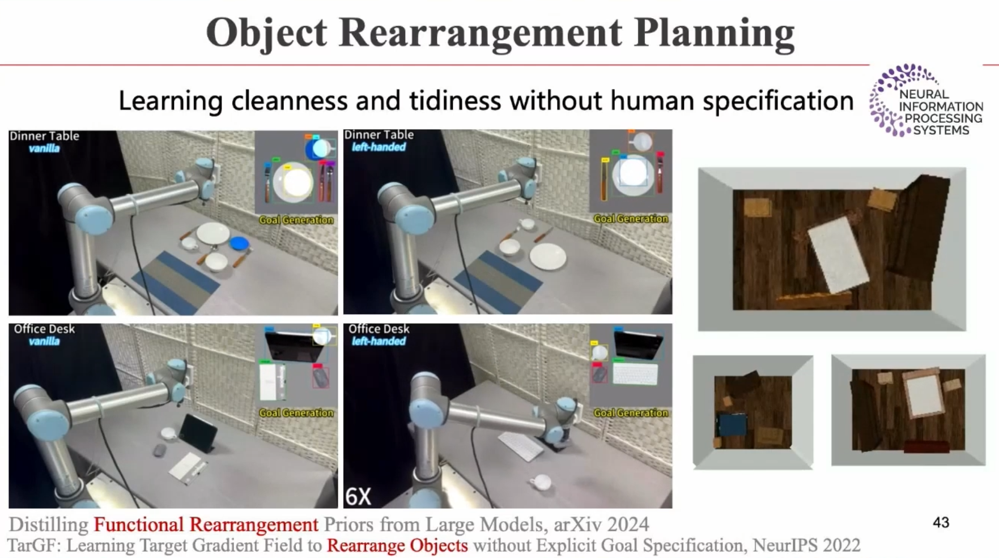 Object Rearrangement Planning
Learning cleanness and tidiness without human specification
NEURAL
INFORMATION
PROCESSING
SYSTEMS
Dinner Table
vanilla
Goal Generation
Dinner Table
left-handed
Goal Generation
Office Desk
vanilla
Goal Generation
Office Desk
left-handed
Goal Generation
6X
Distilling Functional Rearrangement Priors from Large Models, arXiv 2024
43
TarGF: Learning Target Gradient Field to Rearrange Objects without Explicit Goal Specification, NeurIPS 2022